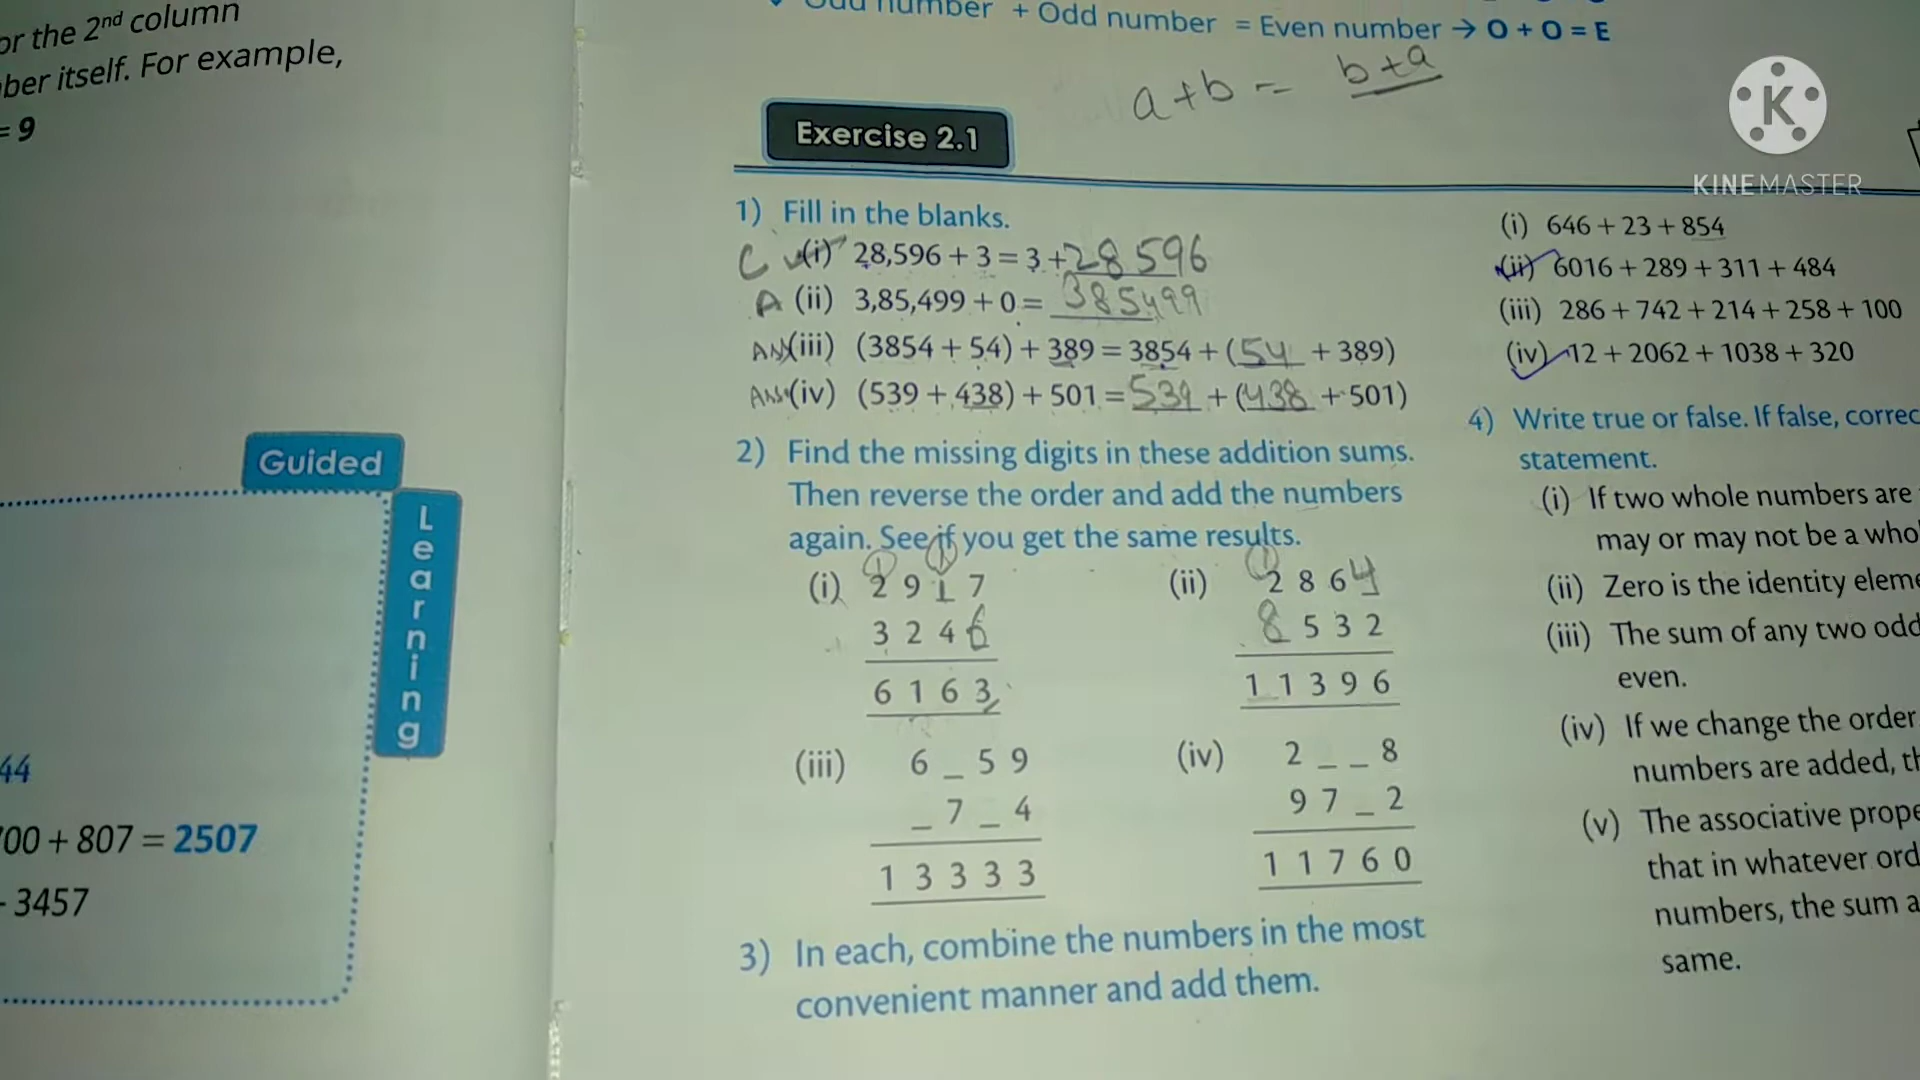 or the 2nd column
ber itself. For example,
= 9
Guided
Learning
44
00 + 807 = 2507
- 3457
Odd number + Odd number = Even number → O + O = E
a + b = b + a
Exercise 2.1
1) Fill in the blanks.
C (i) 28,596 + 3 = 3 + 28596
A (ii) 3,85,499 + 0 = 385499
Ans (iii) (3854 + 54) + 389 = 3854 + (54 + 389)
Ans (iv) (539 + 438) + 501 = 539 + (438 + 501)
2) Find the missing digits in these addition sums.
Then reverse the order and add the numbers
again. See if you get the same results.
(i) 2 9 1 7
3 2 4 6
6 1 6 3
(ii) 2 8 6 4
8 5 3 2
1 1 3 9 6
(iii) 6 _ 5 9
_ 7 _ 4
1 3 3 3 3
(iv) 2 _ _ 8
9 7 _ 2
1 1 7 6 0
3) In each, combine the numbers in the most
convenient manner and add them.
K
KINEMASTER
(i) 646 + 23 + 854
(ii) 6016 + 289 + 311 + 484
(iii) 286 + 742 + 214 + 258 + 100
(iv) 12 + 2062 + 1038 + 320
4) Write true or false. If false, correc
statement.
(i) If two whole numbers are
may or may not be a who
(ii) Zero is the identity eleme
(iii) The sum of any two odd
even.
(iv) If we change the order
numbers are added, th
(v) The associative prope
that in whatever ord
numbers, the sum a
same.